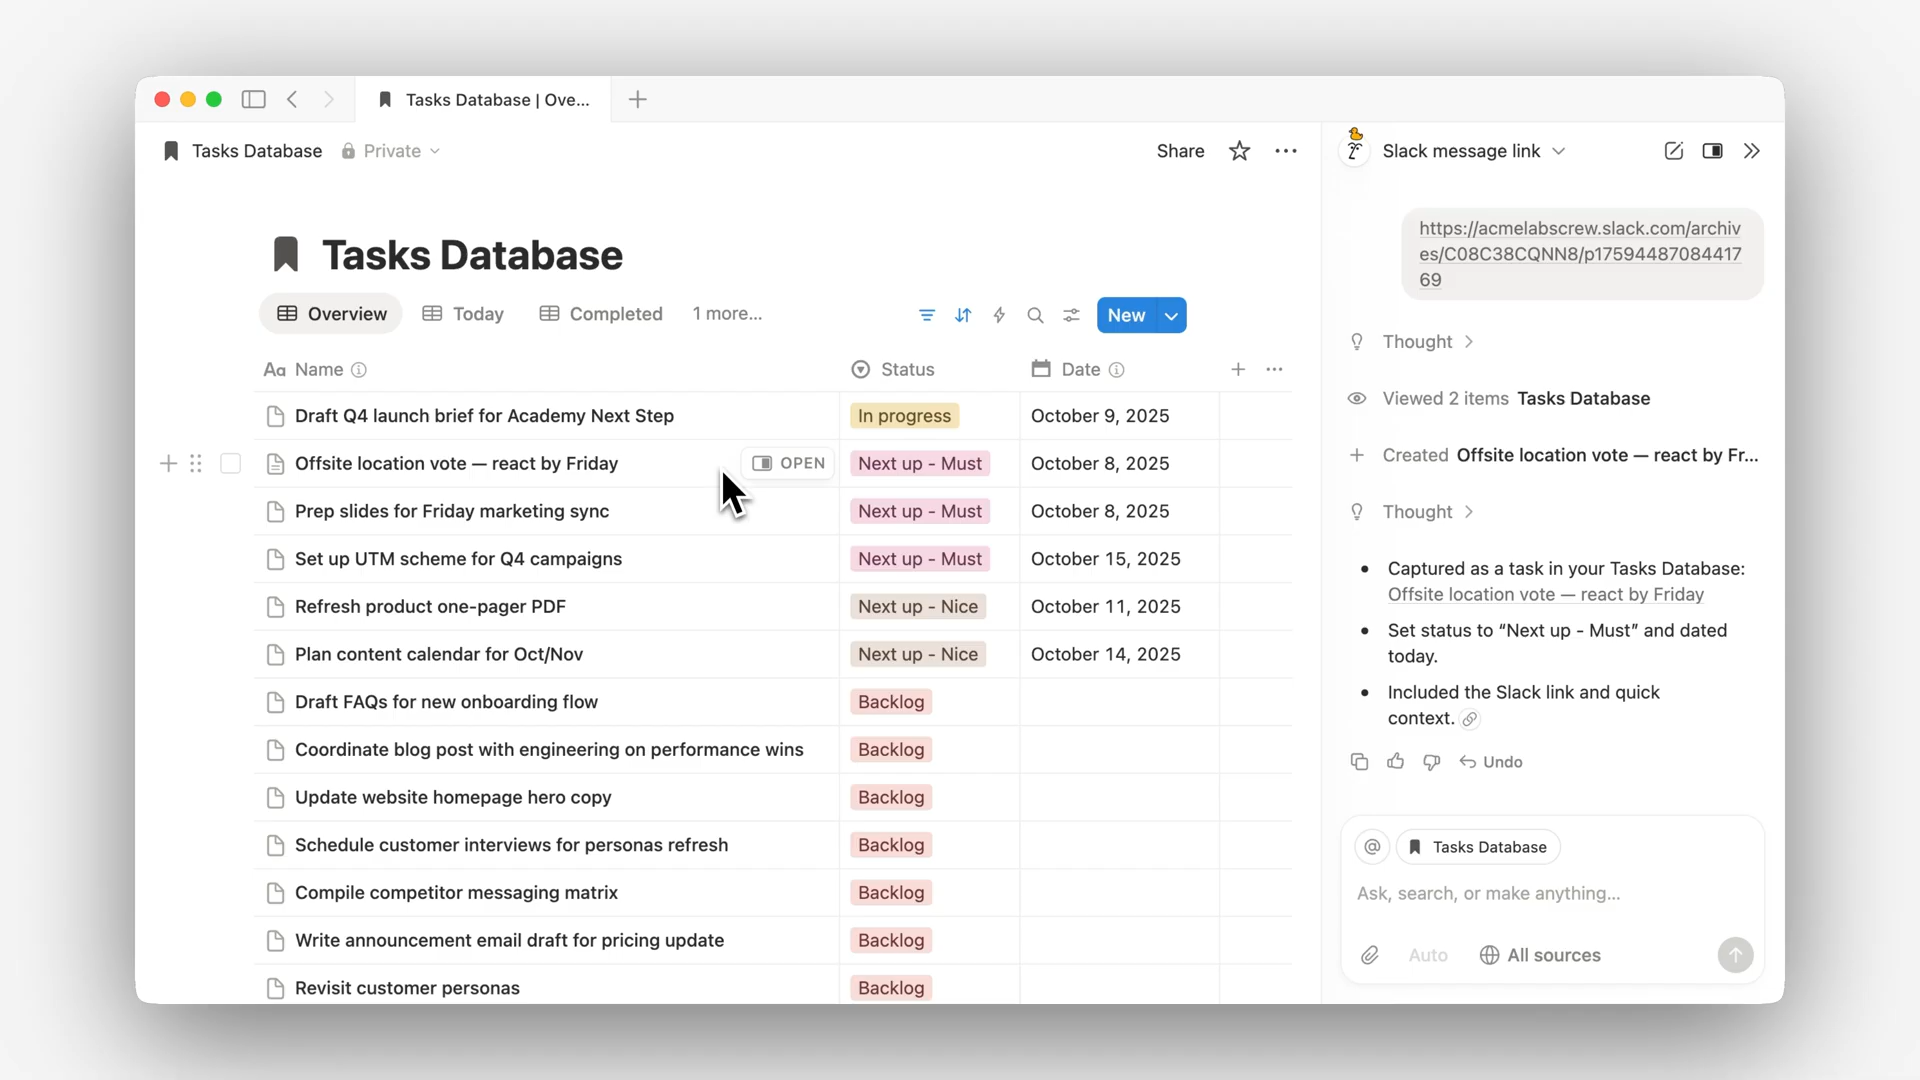 Tasks Database | Ove...
Tasks Database Private
Share
Slack message link
Tasks Database
Overview Today Completed 1 more...
New
Aa Name Status Date
Draft Q4 launch brief for Academy Next Step In progress October 9, 2025
Offsite location vote — react by Friday OPEN Next up - Must October 8, 2025
Prep slides for Friday marketing sync Next up - Must October 8, 2025
Set up UTM scheme for Q4 campaigns Next up - Must October 15, 2025
Refresh product one-pager PDF Next up - Nice October 11, 2025
Plan content calendar for Oct/Nov Next up - Nice October 14, 2025
Draft FAQs for new onboarding flow Backlog
Coordinate blog post with engineering on performance wins Backlog
Update website homepage hero copy Backlog
Schedule customer interviews for personas refresh Backlog
Compile competitor messaging matrix Backlog
Write announcement email draft for pricing update Backlog
Revisit customer personas Backlog
https://acmelabscrew.slack.com/archiv
es/C08C38CQNN8/p17594487084417
69
Thought
Viewed 2 items Tasks Database
Created Offsite location vote — react by Fr...
Thought
Captured as a task in your Tasks Database:
Offsite location vote — react by Friday
Set status to “Next up - Must” and dated
today.
Included the Slack link and quick
context.
Undo
@ Tasks Database
Ask, search, or make anything...
Auto All sources